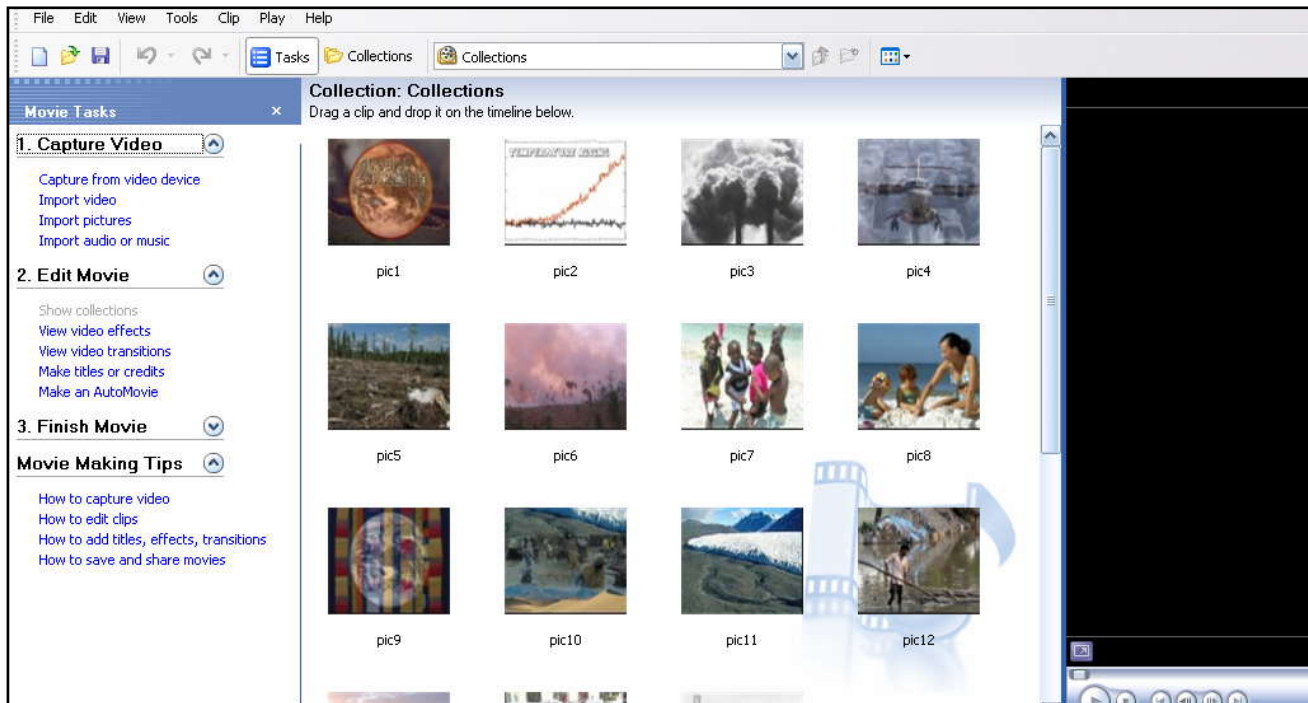 File Edit View Tools Clip Play Help
Tasks Collections Collections
Movie Tasks
Collection: Collections
Drag a clip and drop it on the timeline below.
1. Capture Video
Capture from video device
Import video
Import pictures
Import audio or music
2. Edit Movie
Show collections
View video effects
View video transitions
Make titles or credits
Make an AutoMovie
3. Finish Movie
Movie Making Tips
How to capture video
How to edit clips
How to add titles, effects, transitions
How to save and share movies
TEMPERATURE RISING
pic1 pic2 pic3 pic4
pic5 pic6 pic7 pic8
pic9 pic10 pic11 pic12